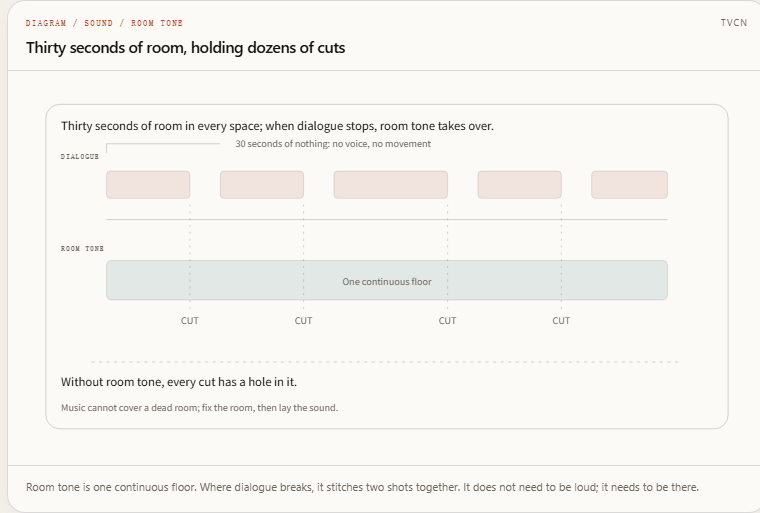 DIAGRAM / SOUND / ROOM TONE
TVCN
Thirty seconds of room, holding dozens of cuts
Thirty seconds of room in every space; when dialogue stops, room tone takes over.
30 seconds of nothing: no voice, no movement
DIALOGUE
ROOM TONE
One continuous floor
CUT
CUT
CUT
CUT
Without room tone, every cut has a hole in it.
Music cannot cover a dead room; fix the room, then lay the sound.
Room tone is one continuous floor. Where dialogue breaks, it stitches two shots together. It does not need to be loud; it needs to be there.